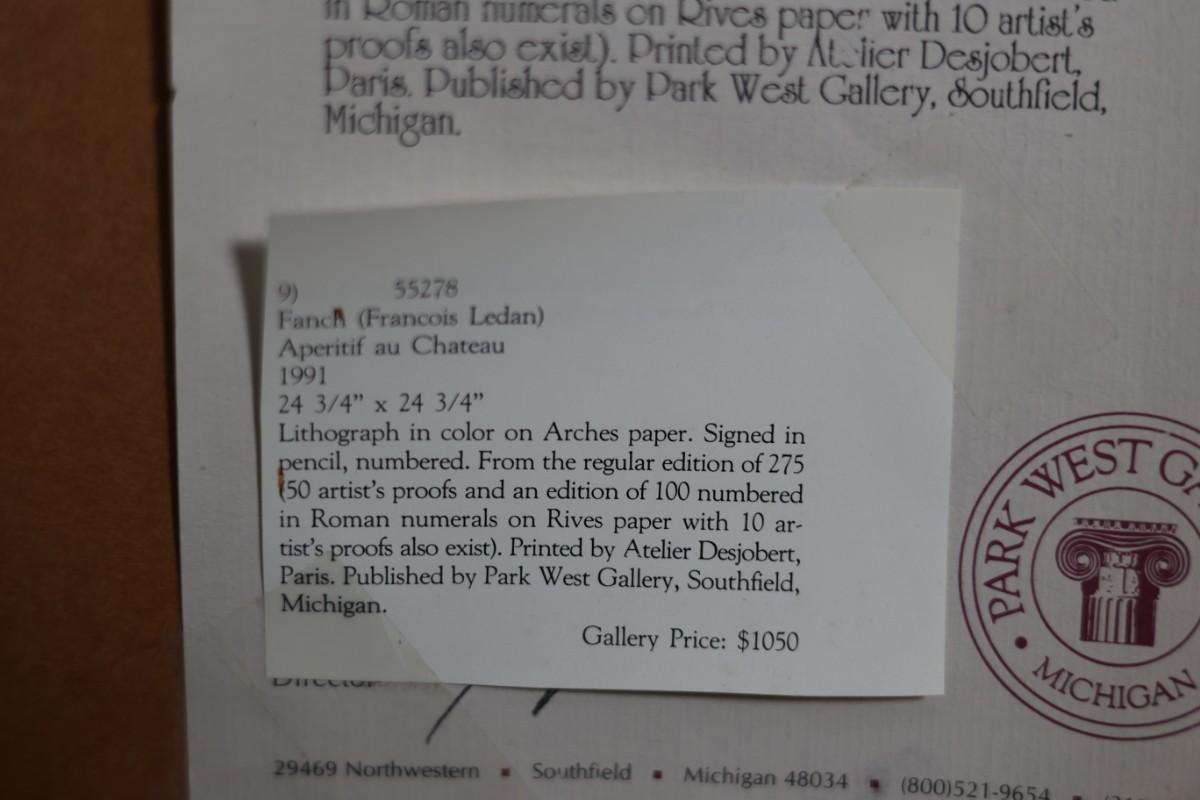 in Roman numerals on Rives paper with 10 artist's
proofs also exist). Printed by Atelier Desjobert,
Paris. Published by Park West Gallery, Southfield,
Michigan.
9) 55278
Fanch (Francois Ledan)
Aperitif au Chateau
1991
24 3/4” x 24 3/4”
Lithograph in color on Arches paper. Signed in
pencil, numbered. From the regular edition of 275
(50 artist's proofs and an edition of 100 numbered
in Roman numerals on Rives paper with 10 ar-
tist's proofs also exist). Printed by Atelier Desjobert,
Paris. Published by Park West Gallery, Southfield,
Michigan.
Gallery Price: $1050
PARK WEST GA
• MICHIGAN
Director
29469 Northwestern ▪ Southfield ▪ Michigan 48034 ▪ (800)521-9654 ▪